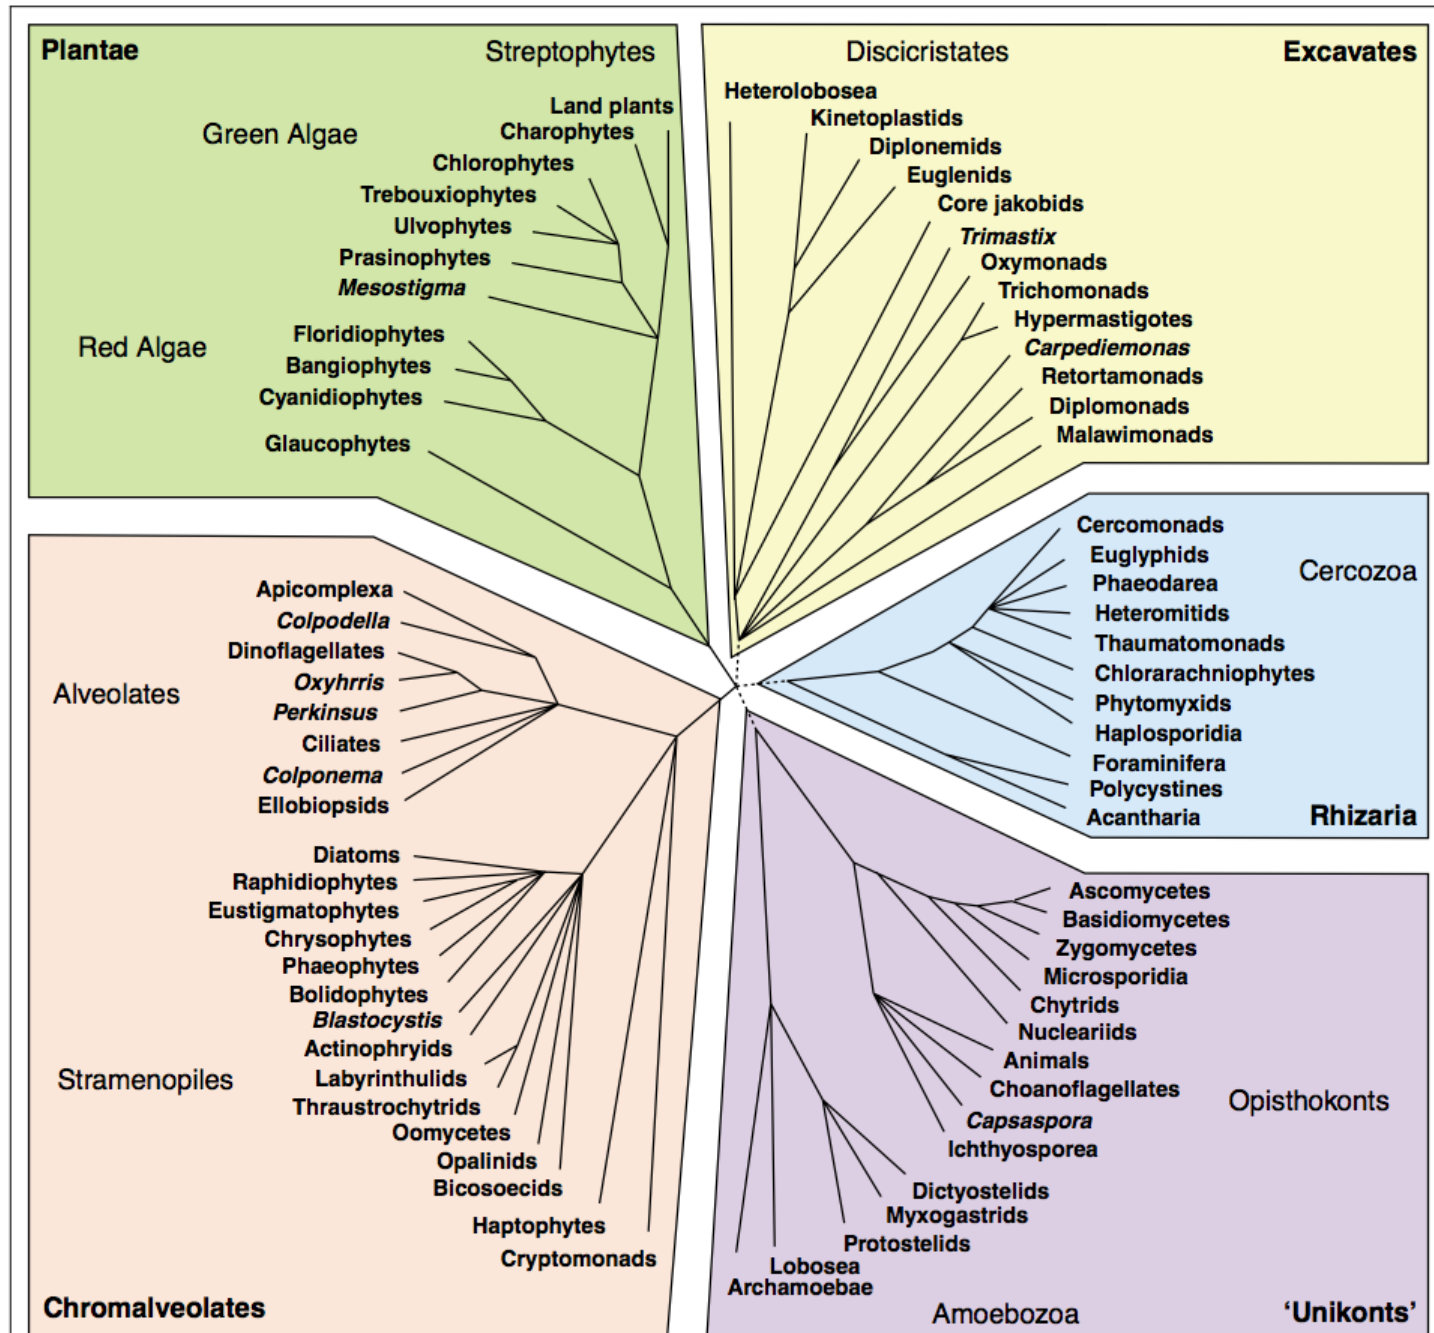 Plantae
Streptophytes
Land plants
Green Algae
Charophytes
Chlorophytes
Trebouxiophytes
Ulvophytes
Prasinophytes
Mesostigma
Red Algae
Floridiophytes
Bangiophytes
Cyanidiophytes
Glaucophytes
Discicristates
Excavates
Heterolobosea
Kinetoplastids
Diplonemids
Euglenids
Core jakobids
Trimastix
Oxymonads
Trichomonads
Hypermastigotes
Carpediemonas
Retortamonads
Diplomonads
Malawimonads
Cercomonads
Euglyphids
Cercozoa
Phaeodarea
Heteromitids
Thaumatomonads
Chlorarachniophytes
Phytomyxids
Haplosporidia
Foraminifera
Polycystines
Acantharia
Rhizaria
Apicomplexa
Colpodella
Dinoflagellates
Alveolates
Oxyhrris
Perkinsus
Ciliates
Colponema
Ellobiopsids
Diatoms
Raphidiophytes
Eustigmatophytes
Chrysophytes
Phaeophytes
Bolidophytes
Blastocystis
Actinophryids
Stramenopiles
Labyrinthulids
Thraustrochytrids
Oomycetes
Opalinids
Bicosoecids
Haptophytes
Cryptomonads
Chromalveolates
Ascomycetes
Basidiomycetes
Zygomycetes
Microsporidia
Chytrids
Nucleariids
Animals
Choanoflagellates
Opisthokonts
Capsaspora
Ichthyosporea
Dictyostelids
Myxogastrids
Protostelids
Lobosea
Archamoebae
Amoebozoa
‘Unikonts’